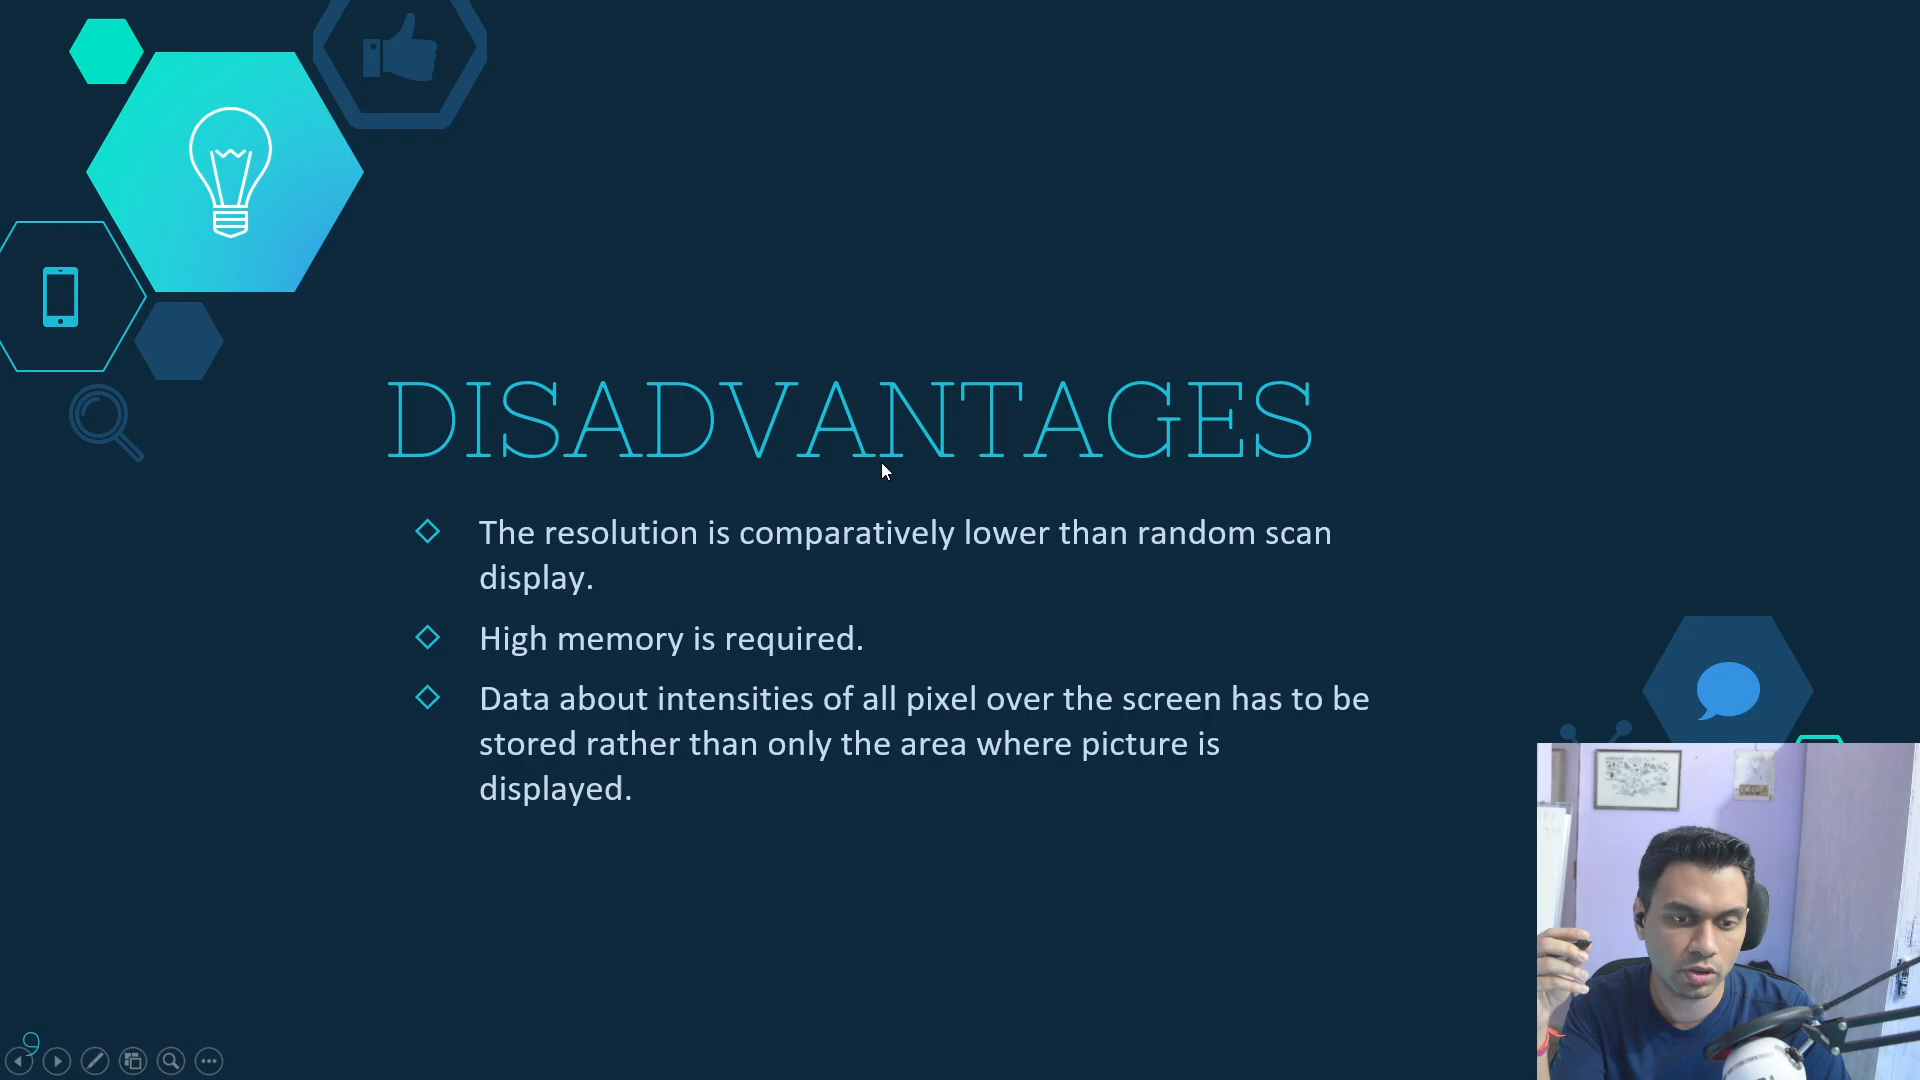 DISADVANTAGES
The resolution is comparatively lower than random scan
display.
High memory is required.
Data about intensities of all pixel over the screen has to be
stored rather than only the area where picture is
displayed.
9